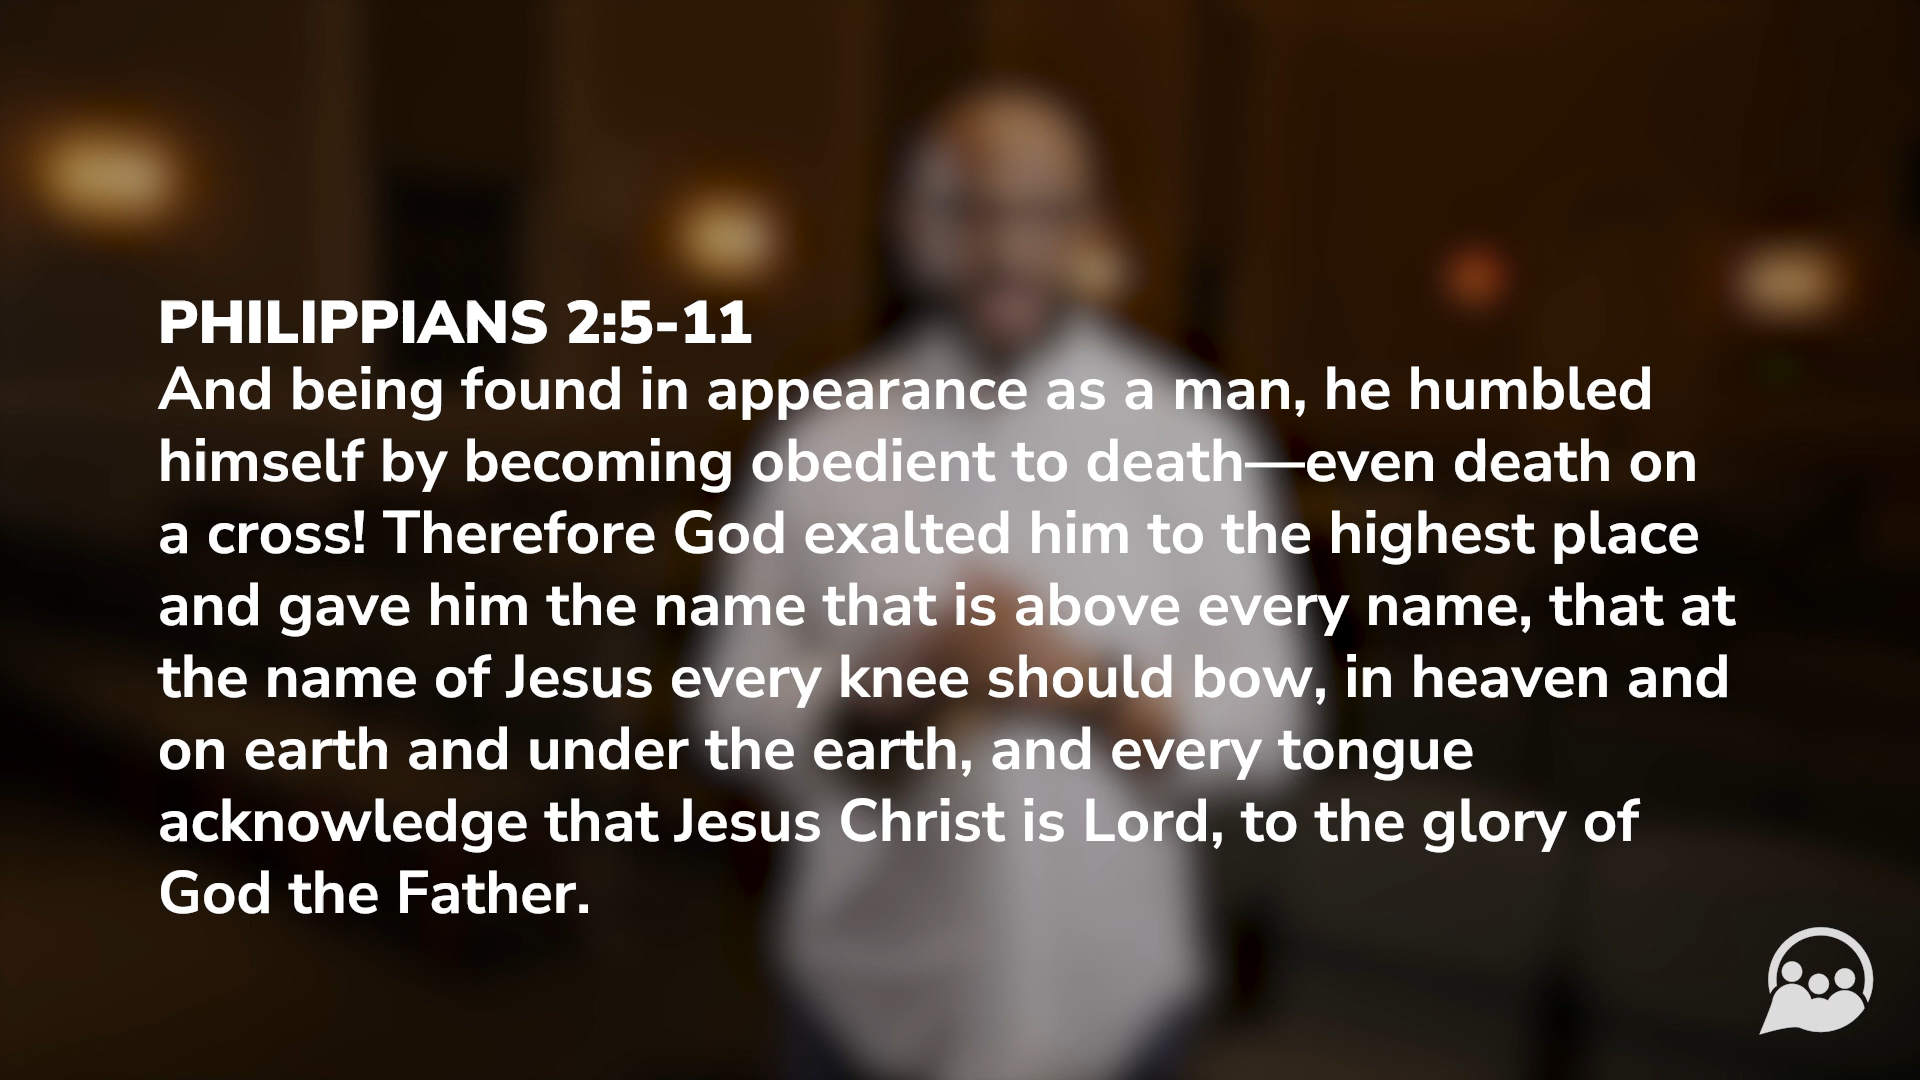 PHILIPPIANS 2:5-11
And being found in appearance as a man, he humbled
himself by becoming obedient to death—even death on
a cross! Therefore God exalted him to the highest place
and gave him the name that is above every name, that at
the name of Jesus every knee should bow, in heaven and
on earth and under the earth, and every tongue
acknowledge that Jesus Christ is Lord, to the glory of
God the Father.